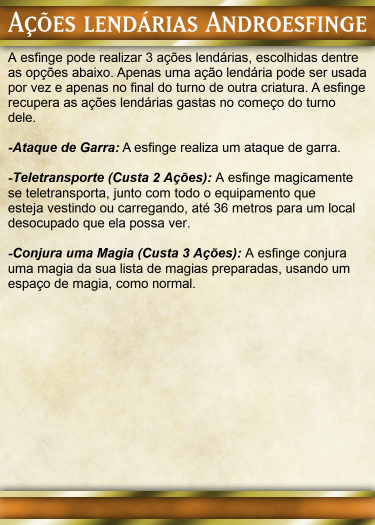 Ações lendárias Androesfinge
A esfinge pode realizar 3 ações lendárias, escolhidas dentre
as opções abaixo. Apenas uma ação lendária pode ser usada
por vez e apenas no final do turno de outra criatura. A esfinge
recupera as ações lendárias gastas no começo do turno
dele.
-Ataque de Garra: A esfinge realiza um ataque de garra.
-Teletransporte (Custa 2 Ações): A esfinge magicamente
se teletransporta, junto com todo o equipamento que
esteja vestindo ou carregando, até 36 metros para um local
desocupado que ela possa ver.
-Conjura uma Magia (Custa 3 Ações): A esfinge conjura
uma magia da sua lista de magias preparadas, usando um
espaço de magia, como normal.